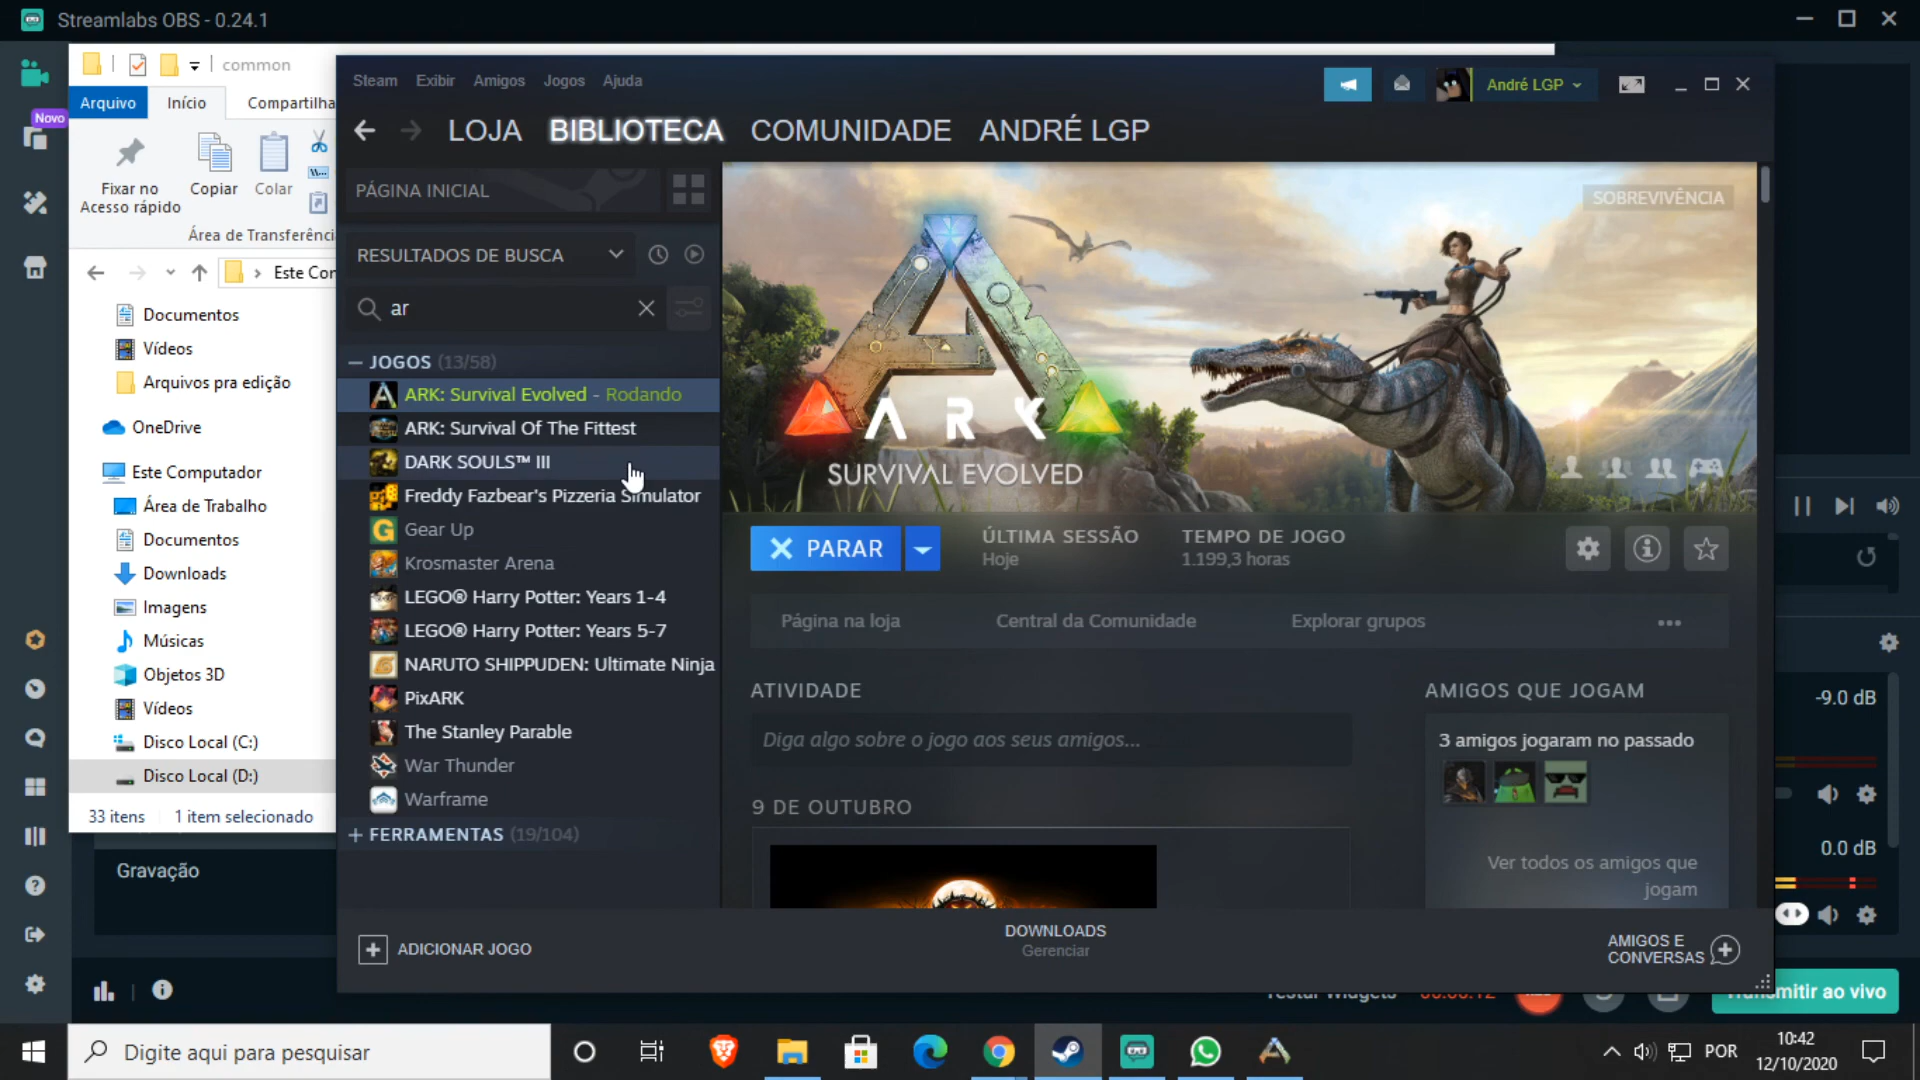 Streamlabs OBS - 0.24.1
common
Arquivo
Início
Compartilha
Novo
Fixar no
Acesso rápido
Copiar
Colar
Área de Transferênci
Este Con
Documentos
Vídeos
Arquivos pra edição
OneDrive
Este Computador
Área de Trabalho
Documentos
Downloads
Imagens
Músicas
Objetos 3D
Vídeos
Disco Local (C:)
Disco Local (D:)
33 itens
1 item selecionado
Gravação
Steam
Exibir
Amigos
Jogos
Ajuda
André LGP
LOJA
BIBLIOTECA
COMUNIDADE
ANDRÉ LGP
PÁGINA INICIAL
RESULTADOS DE BUSCA
ar
JOGOS (13/58)
ARK: Survival Evolved - Rodando
ARK: Survival Of The Fittest
DARK SOULS™ III
Freddy Fazbear's Pizzeria Simulator
Gear Up
Krosmaster Arena
LEGO® Harry Potter: Years 1-4
LEGO® Harry Potter: Years 5-7
NARUTO SHIPPUDEN: Ultimate Ninja
PixARK
The Stanley Parable
War Thunder
Warframe
FERRAMENTAS (19/104)
SOBREVIVÊNCIA
ARK
SURVIVAL EVOLVED
PARAR
ÚLTIMA SESSÃO
Hoje
TEMPO DE JOGO
1.199,3 horas
Página na loja
Central da Comunidade
Explorar grupos
ATIVIDADE
Diga algo sobre o jogo aos seus amigos...
9 DE OUTUBRO
AMIGOS QUE JOGAM
3 amigos jogaram no passado
Ver todos os amigos que
jogam
ADICIONAR JOGO
DOWNLOADS
Gerenciar
AMIGOS E
CONVERSAS
-9.0 dB
0.0 dB
Testar Widgets
mitir ao vivo
Digite aqui para pesquisar
POR
10:42
12/10/2020